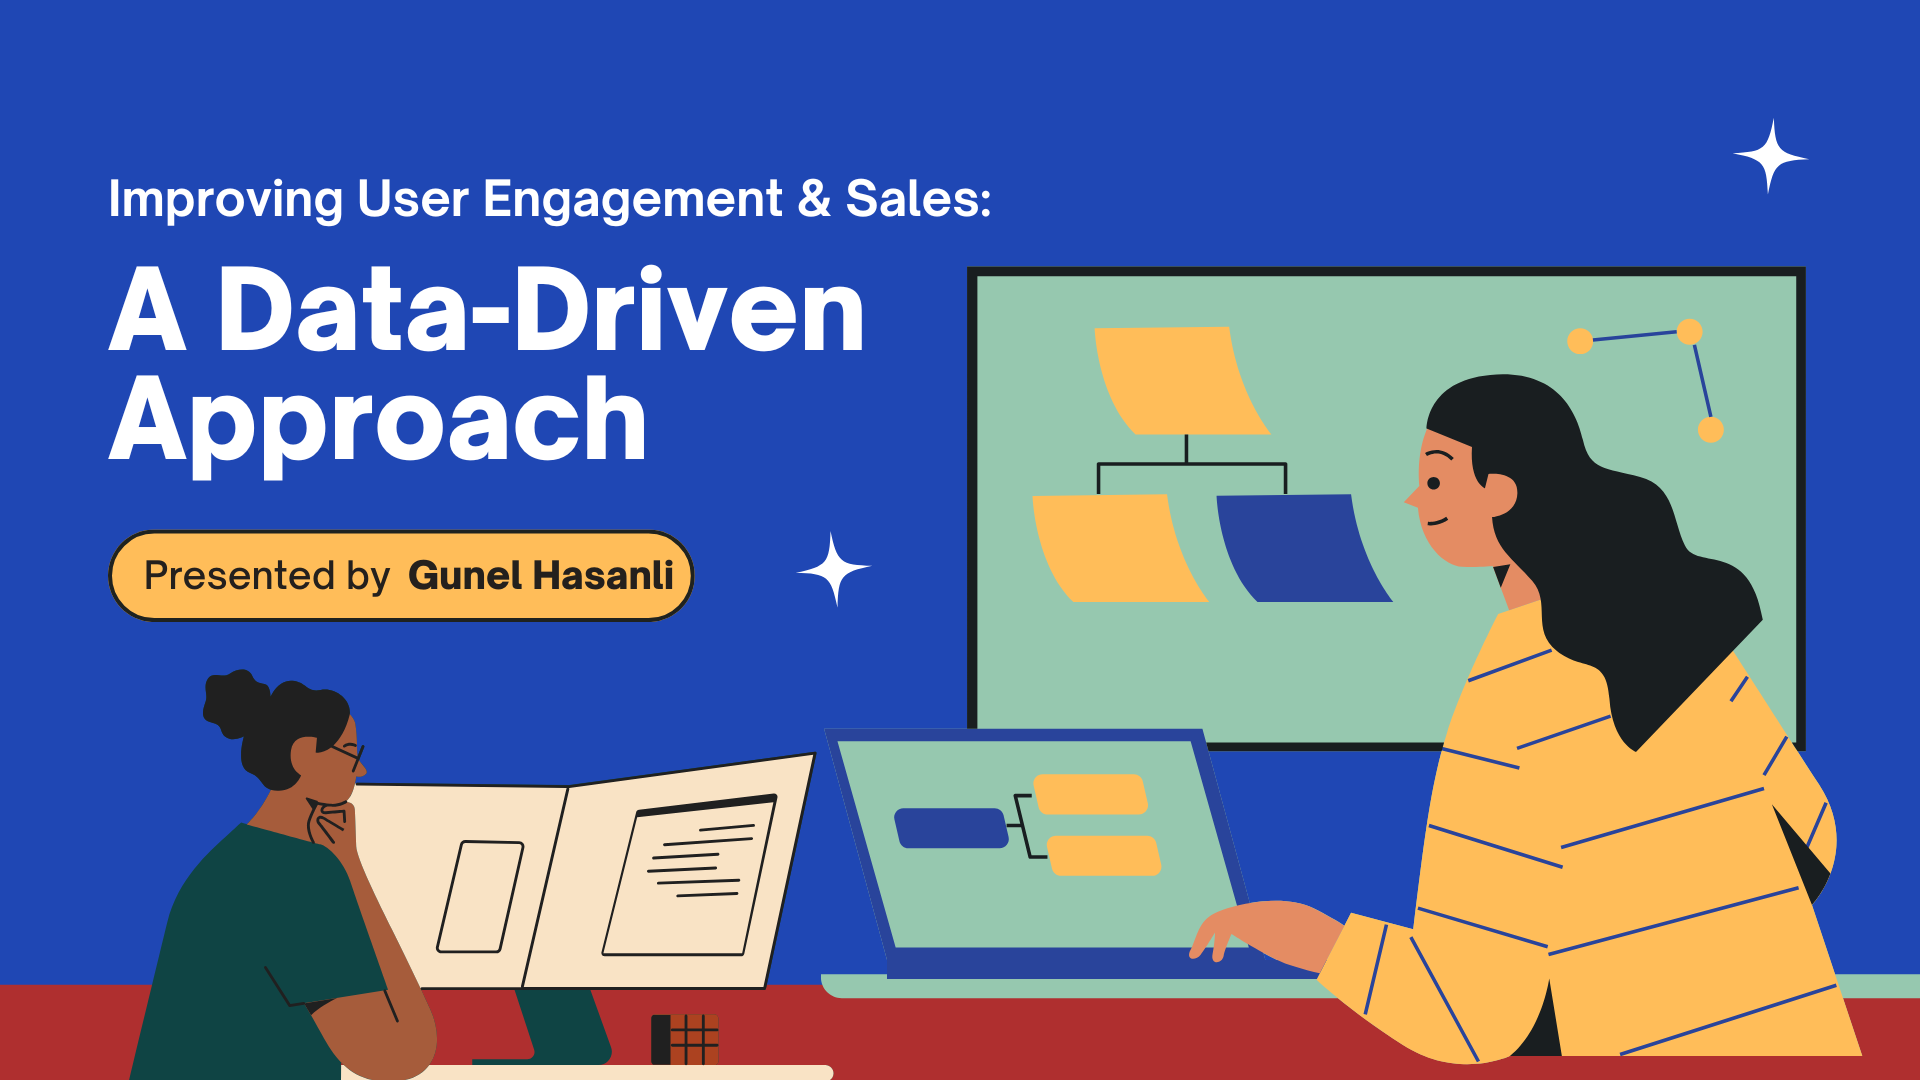 Improving User Engagement & Sales:
A Data-Driven
Approach
Presented by Gunel Hasanli